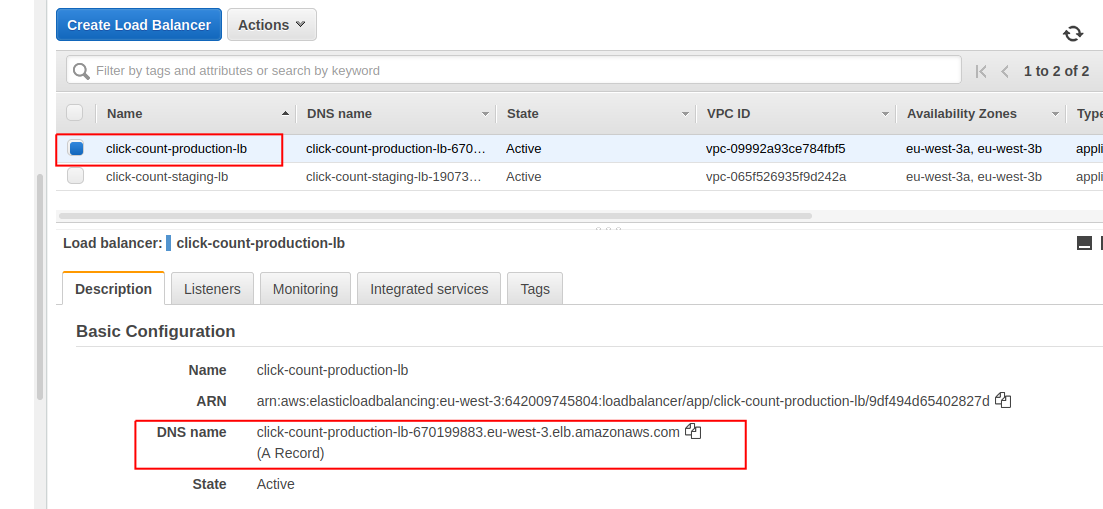 Create Load Balancer Actions
Filter by tags and attributes or search by keyword 1 to 2 of 2
Name DNS name State VPC ID Availability Zones Type
click-count-production-lb click-count-production-lb-670... Active vpc-09992a93ce784fbf5 eu-west-3a, eu-west-3b appli
click-count-staging-lb click-count-staging-lb-19073... Active vpc-065f526935f9d242a eu-west-3a, eu-west-3b appli
Load balancer: click-count-production-lb
Description Listeners Monitoring Integrated services Tags
Basic Configuration
Name click-count-production-lb
ARN arn:aws:elasticloadbalancing:eu-west-3:642009745804:loadbalancer/app/click-count-production-lb/9df494d65402827d
DNS name click-count-production-lb-670199883.eu-west-3.elb.amazonaws.com
(A Record)
State Active